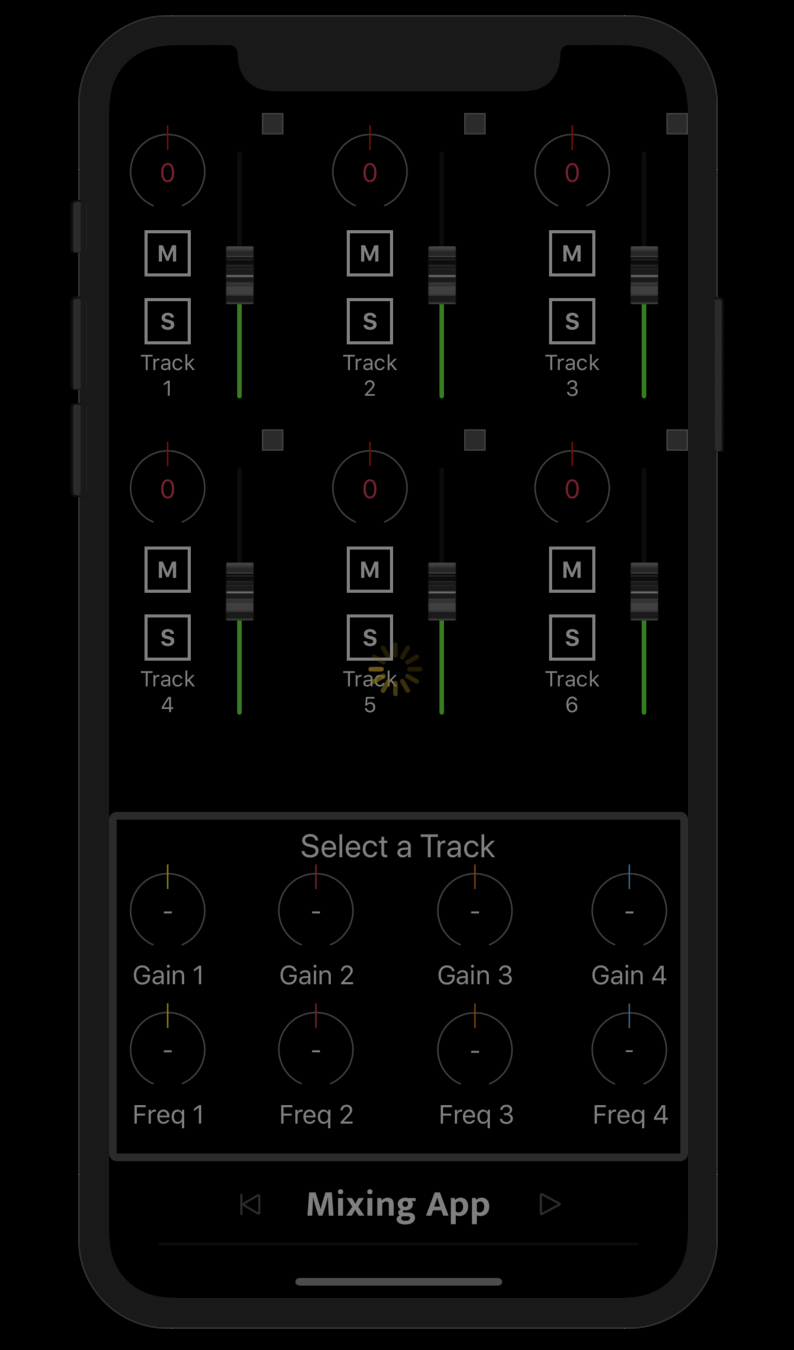 0 0 0
M M M
S S S
Track Track Track
1 2 3
0 0 0
M M M
S S S
Track Track Track
4 5 6
Select a Track
- - - -
Gain 1 Gain 2 Gain 3 Gain 4
- - - -
Freq 1 Freq 2 Freq 3 Freq 4
Mixing App